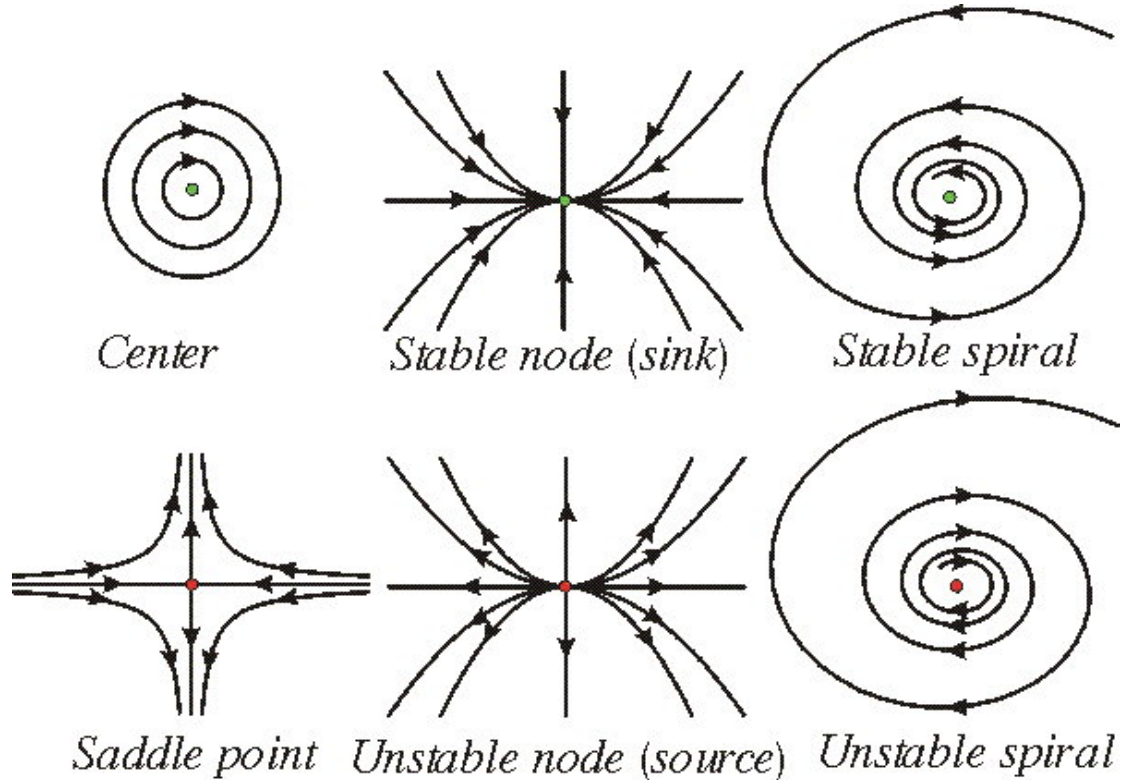 Center
Stable node (sink)
Stable spiral
Saddle point
Unstable node (source)
Unstable spiral